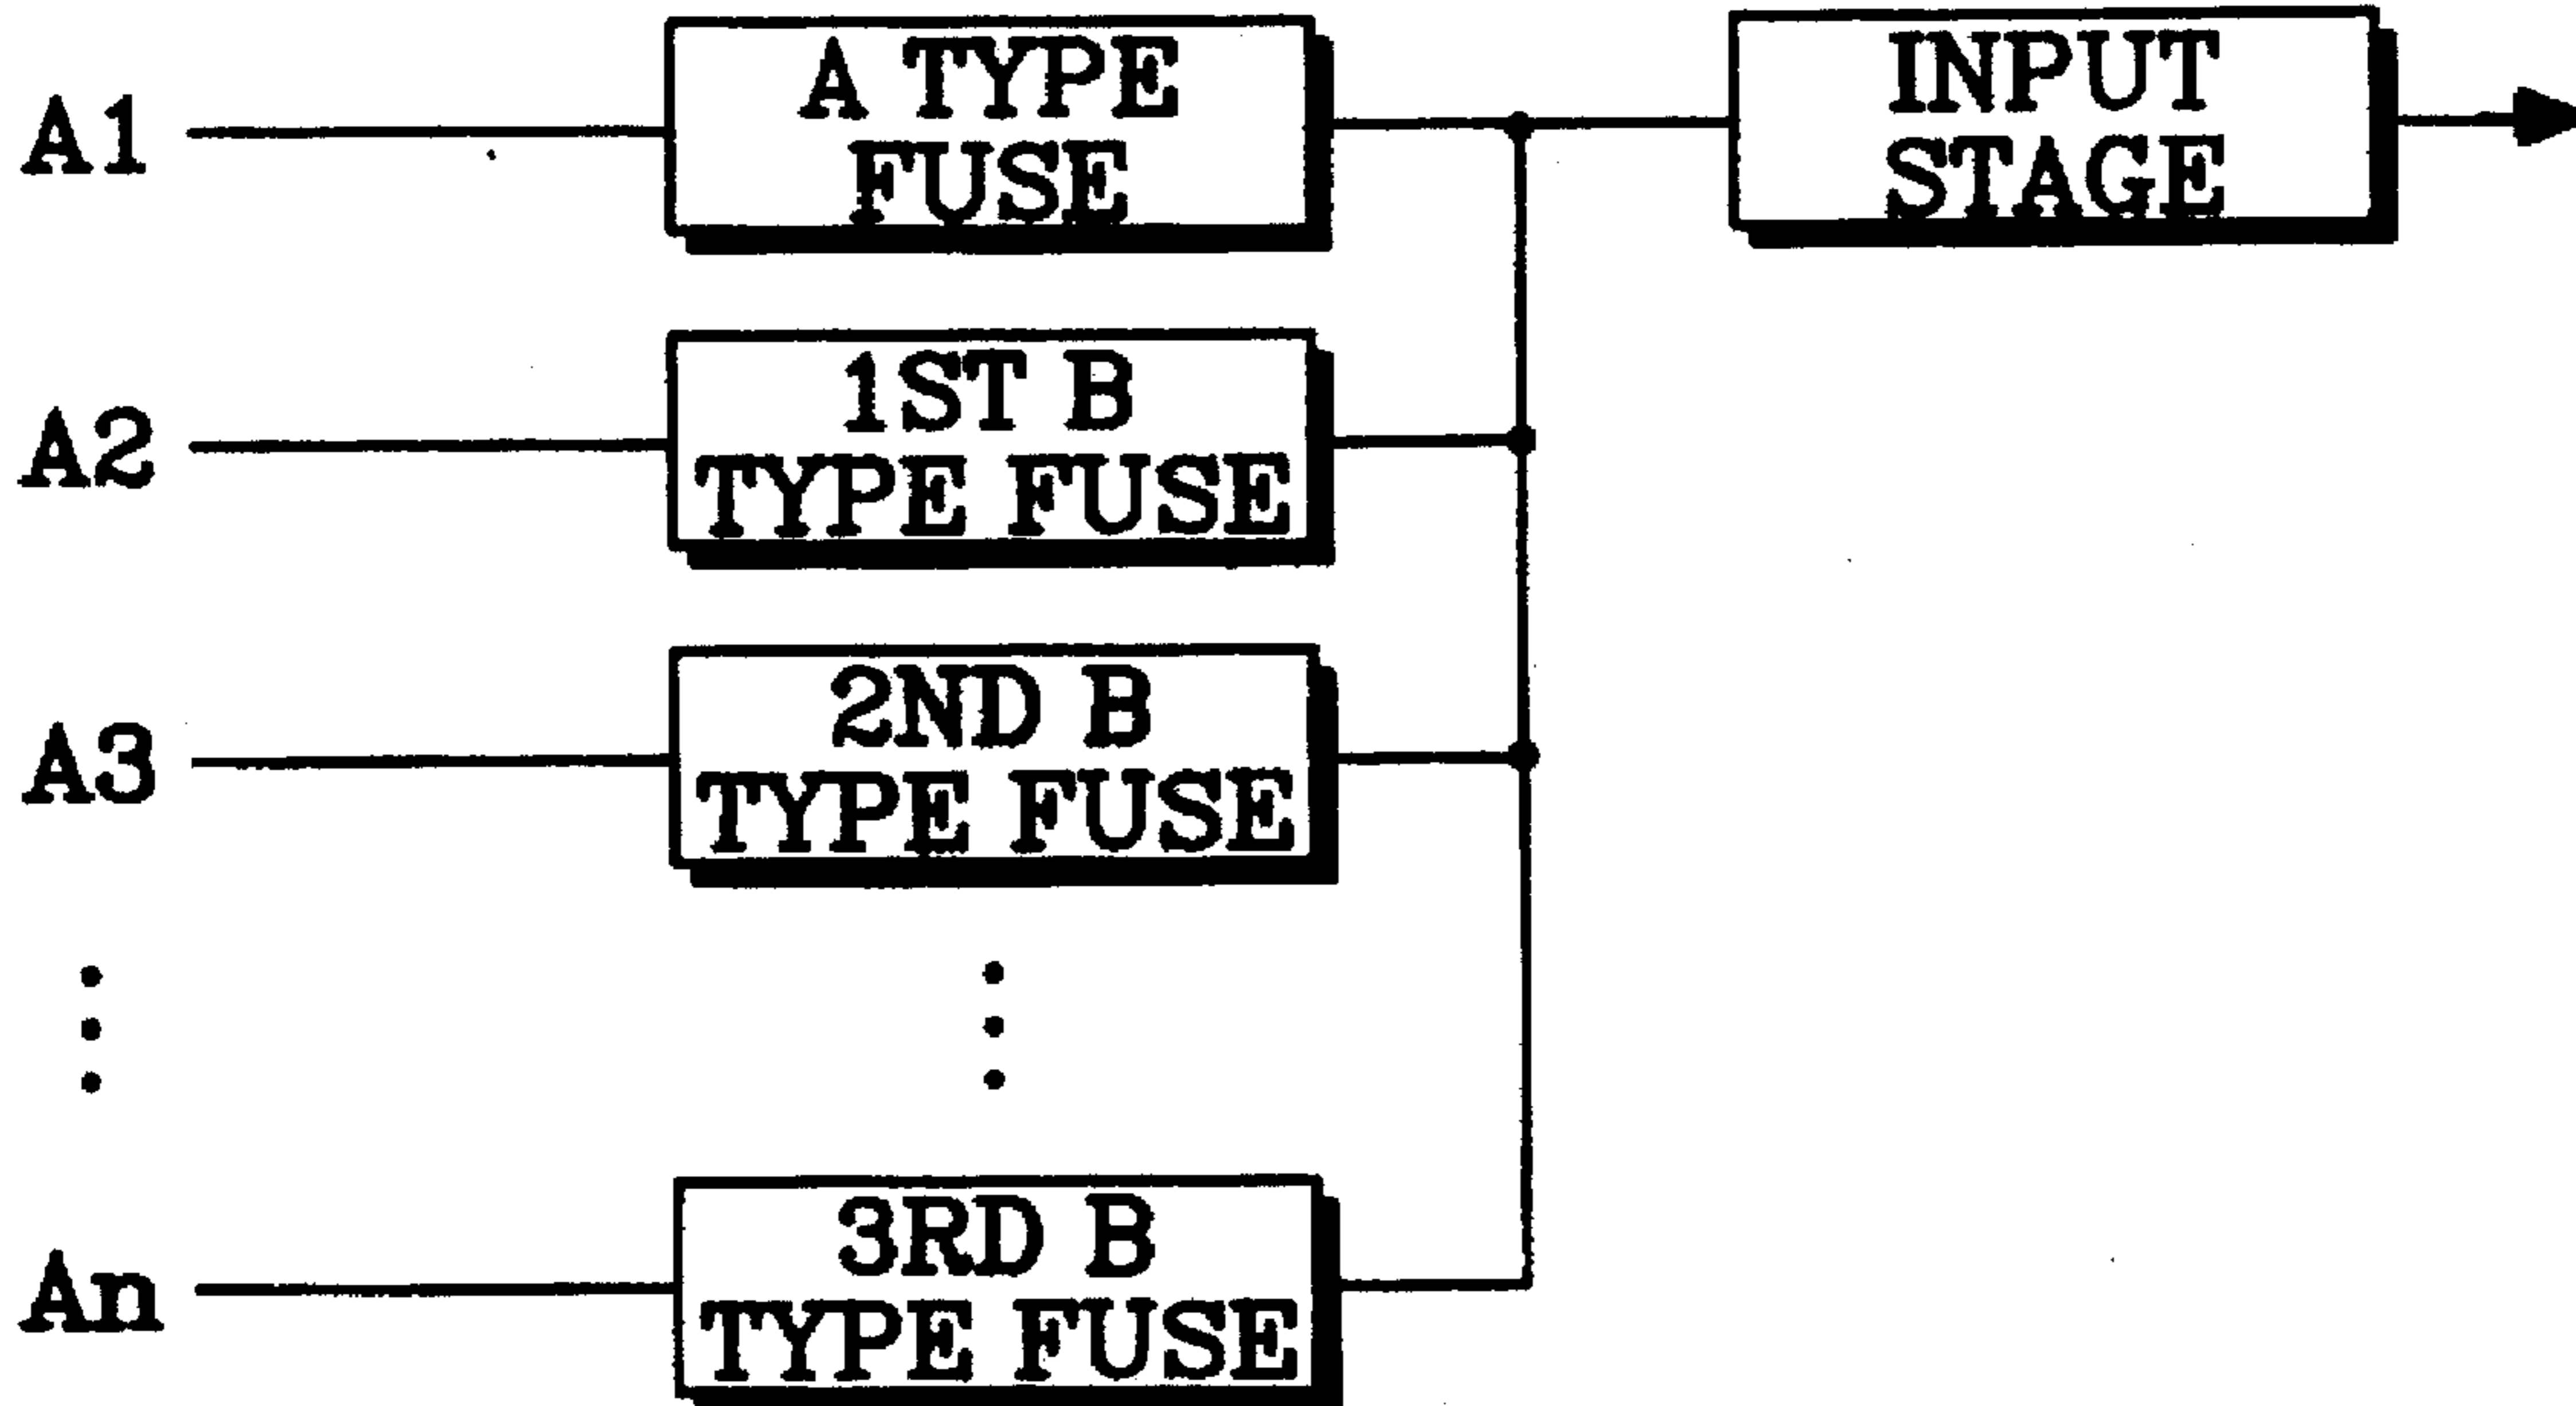 A1
A TYPE
FUSE
INPUT
STAGE
A2
1ST B
TYPE FUSE
A3
2ND B
TYPE FUSE
An
3RD B
TYPE FUSE